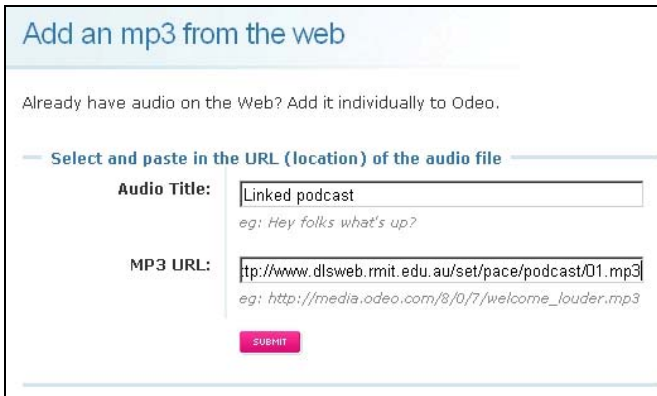 Add an mp3 from the web
Already have audio on the Web? Add it individually to Odeo.
Select and paste in the URL (location) of the audio file
Audio Title: Linked podcast
eg: Hey folks what's up?
MP3 URL: ttp://www.dlsweb.rmit.edu.au/set/pace/podcast/01.mp3
eg: http://media.odeo.com/8/0/7/welcome_louder.mp3
SUBMIT